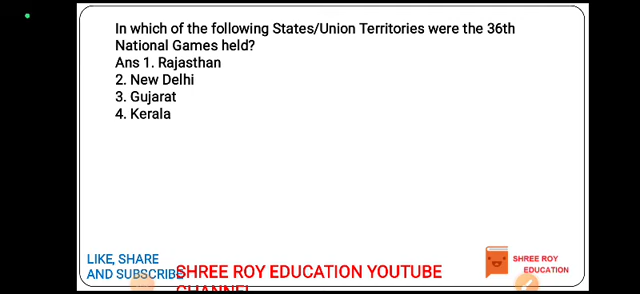 In which of the following States/Union Territories were the 36th
National Games held?
Ans 1. Rajasthan
2. New Delhi
3. Gujarat
4. Kerala
LIKE, SHARE
AND SUBSCRIBE
SHREE ROY EDUCATION YOUTUBE
CHANNEL
SHREE ROY
EDUCATION